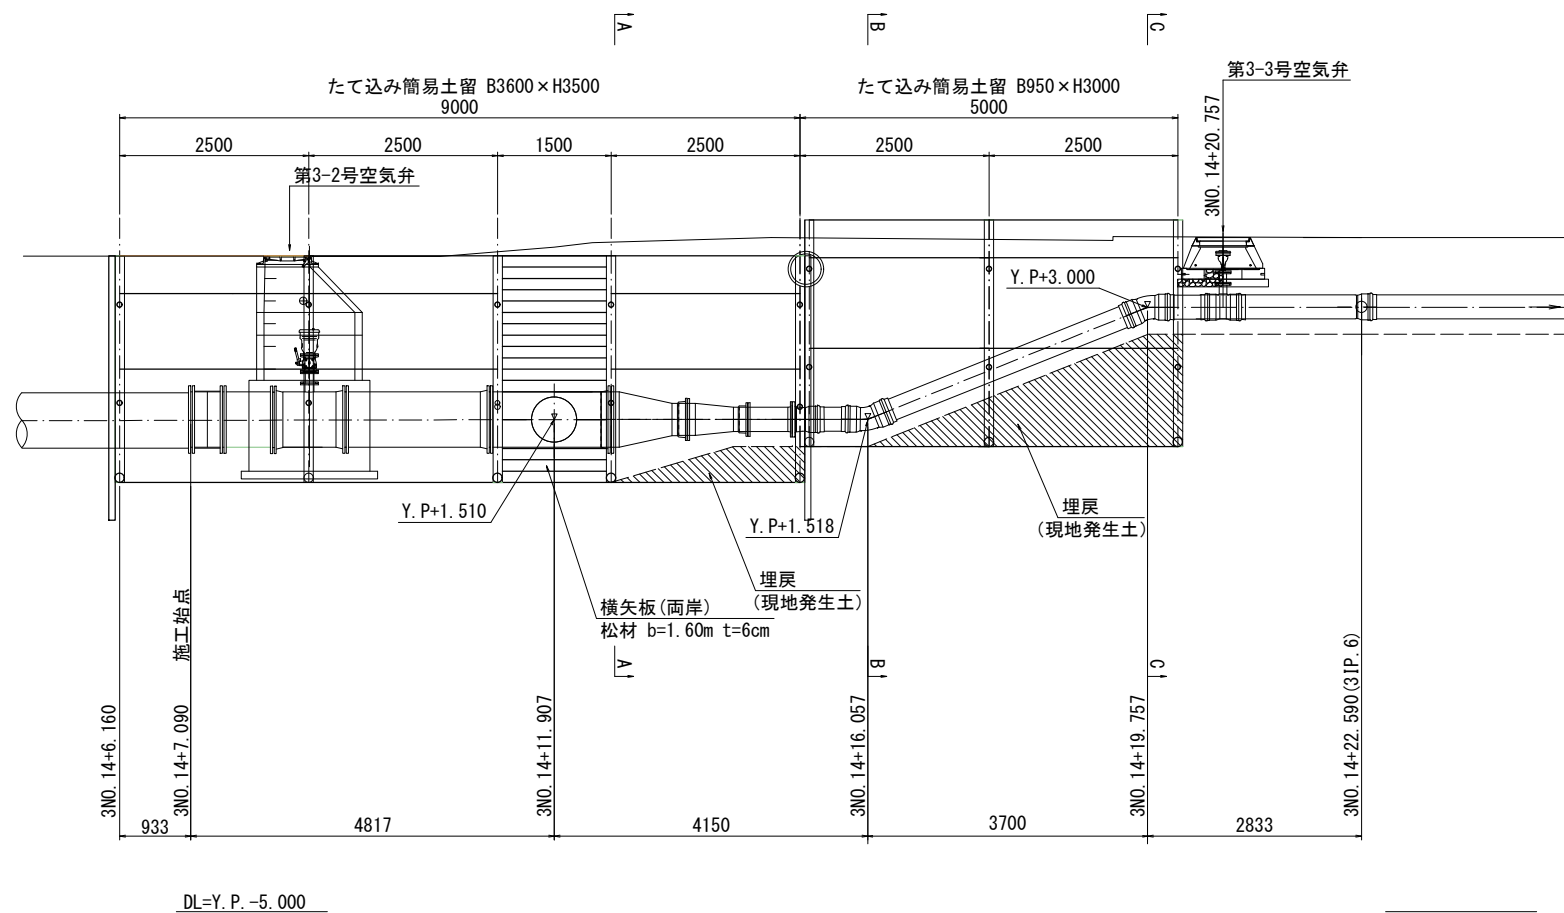 A
B
C
たて込み簡易土留 B3600×H3500
たて込み簡易土留 B950×H3000
第3-3号空気弁
9000
5000
3NO.14+20.757
2500
2500
1500
2500
2500
2500
第3-2号空気弁
Y.P+3.000
Y.P+1.510
Y.P+1.518
埋戻
(現地発生土)
埋戻
(現地発生土)
横矢板(両岸)
松材 b=1.60m t=6cm
施工始点
A
B
C
3NO.14+6.160
3NO.14+7.090
3NO.14+11.907
3NO.14+16.057
3NO.14+19.757
3NO.14+22.590(3IP.6)
933
4817
4150
3700
2833
DL=Y.P.-5.000